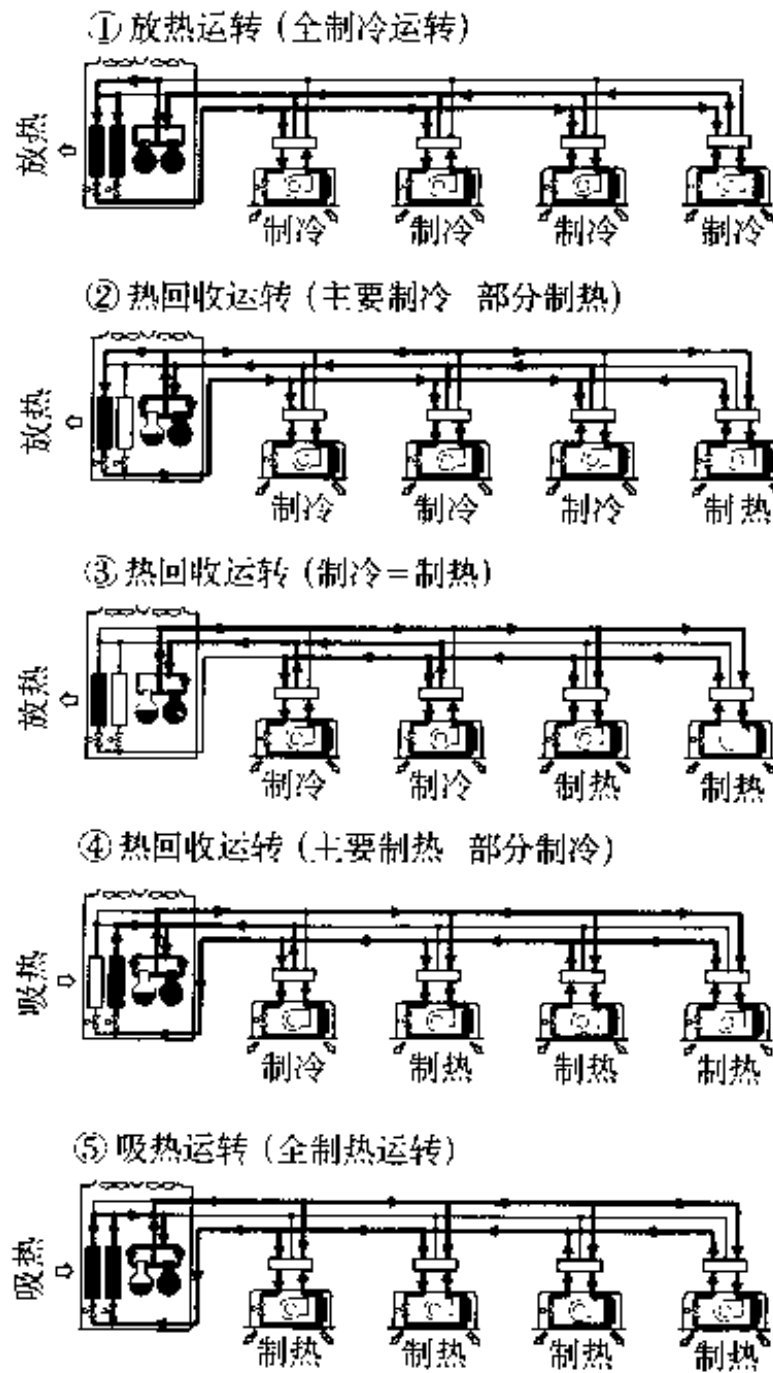 ①放热运转(全制冷运转)
放热
制冷 制冷 制冷 制冷
②热回收运转(主要制冷 部分制热)
放热
制冷 制冷 制冷 制热
③热回收运转(制冷=制热)
放热
制冷 制冷 制热 制热
④热回收运转(主要制热 部分制冷)
吸热
制冷 制热 制热 制热
⑤吸热运转(全制热运转)
吸热
制热 制热 制热 制热